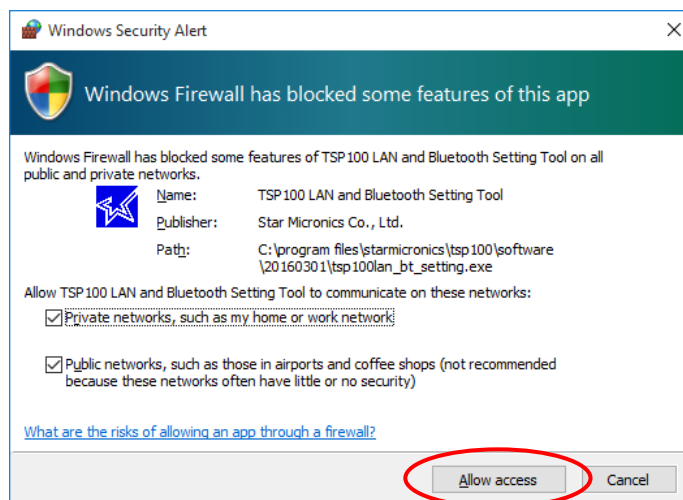 Windows Security Alert
Windows Firewall has blocked some features of this app
Windows Firewall has blocked some features of TSP100 LAN and Bluetooth Setting Tool on all
public and private networks.
Name: TSP100 LAN and Bluetooth Setting Tool
Publisher: Star Micronics Co., Ltd.
Path: C:\program files\starmicronics\tsp100\software
\20160301\tsp100lan_bt_setting.exe
Allow TSP100 LAN and Bluetooth Setting Tool to communicate on these networks:
Private networks, such as my home or work network
Public networks, such as those in airports and coffee shops (not recommended
because these networks often have little or no security)
What are the risks of allowing an app through a firewall?
Allow access Cancel